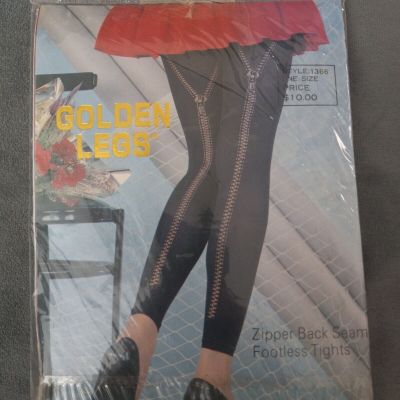 STYLE:1366
ONE SIZE
PRICE
$10.00
GOLDEN
LEGS
Zipper Back Seam
Footless Tights